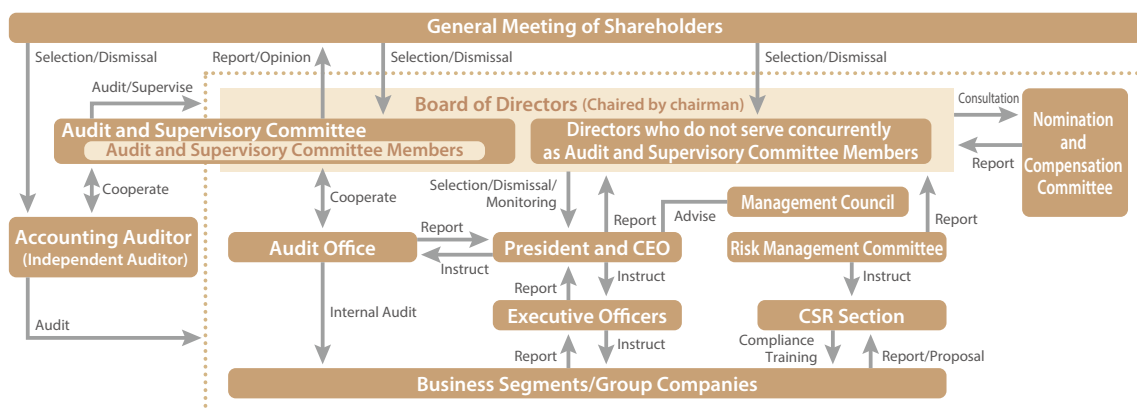 General Meeting of Shareholders
Selection/Dismissal
Report/Opinion
Selection/Dismissal
Selection/Dismissal
Audit/Supervise
Board of Directors (Chaired by chairman)
Consultation
Audit and Supervisory Committee
Audit and Supervisory Committee Members
Directors who do not serve concurrently
as Audit and Supervisory Committee Members
Nomination
and
Compensation
Committee
Report
Cooperate
Cooperate
Selection/Dismissal/
Monitoring
Report
Advise
Management Council
Report
Accounting Auditor
(Independent Auditor)
Audit Office
Report
Instruct
President and CEO
Risk Management Committee
Report
Instruct
Instruct
Internal Audit
Executive Officers
CSR Section
Audit
Report
Instruct
Compliance
Training
Report/Proposal
Business Segments/Group Companies